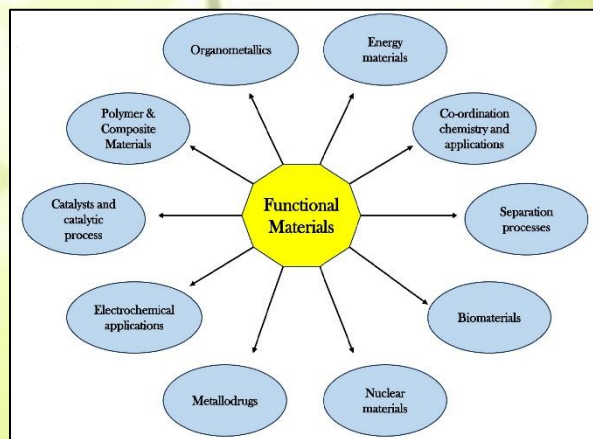 Organometallics
Energy
materials
Polymer &
Composite
Materials
Co-ordination
chemistry and
applications
Catalysts and
catalytic
process
Functional
Materials
Separation
processes
Electrochemical
applications
Biomaterials
Metallodrugs
Nuclear
materials